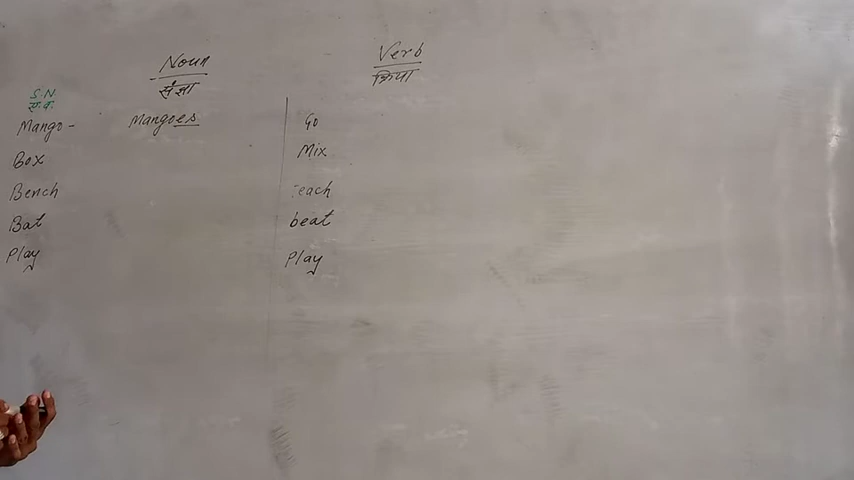 Noun
संज्ञा
Verb
क्रिया
S.N.
ए.व.
Mango - Mangoes
Box
Bench
Bat
Play
Go
Mix
Teach
beat
Play